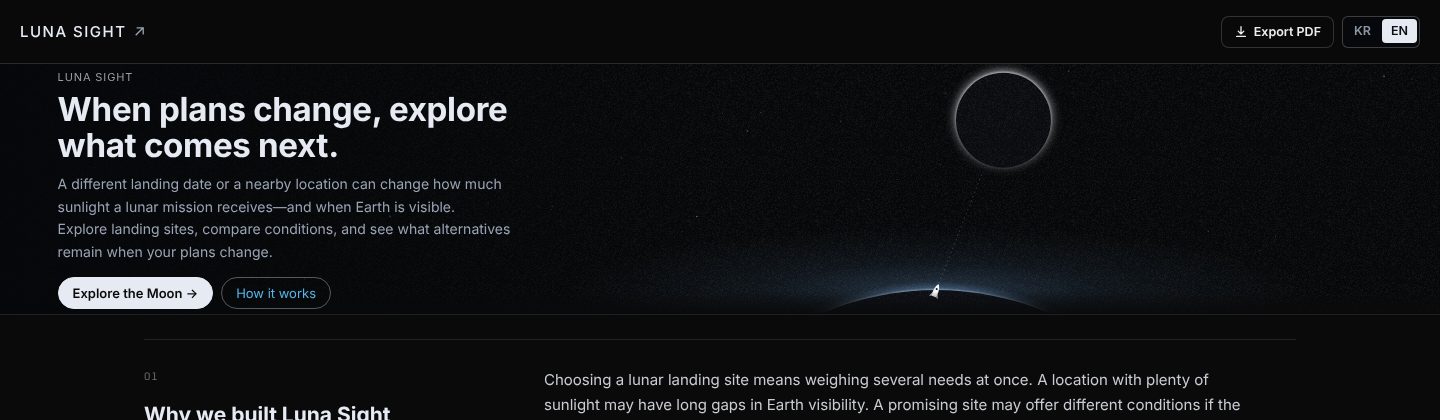 LUNA SIGHT ↗
Export PDF
KR EN
LUNA SIGHT
When plans change, explore
what comes next.
A different landing date or a nearby location can change how much
sunlight a lunar mission receives—and when Earth is visible.
Explore landing sites, compare conditions, and see what alternatives
remain when your plans change.
Explore the Moon →
How it works
01
Why we built Luna Sight
Choosing a lunar landing site means weighing several needs at once. A location with plenty of
sunlight may have long gaps in Earth visibility. A promising site may offer different conditions if the